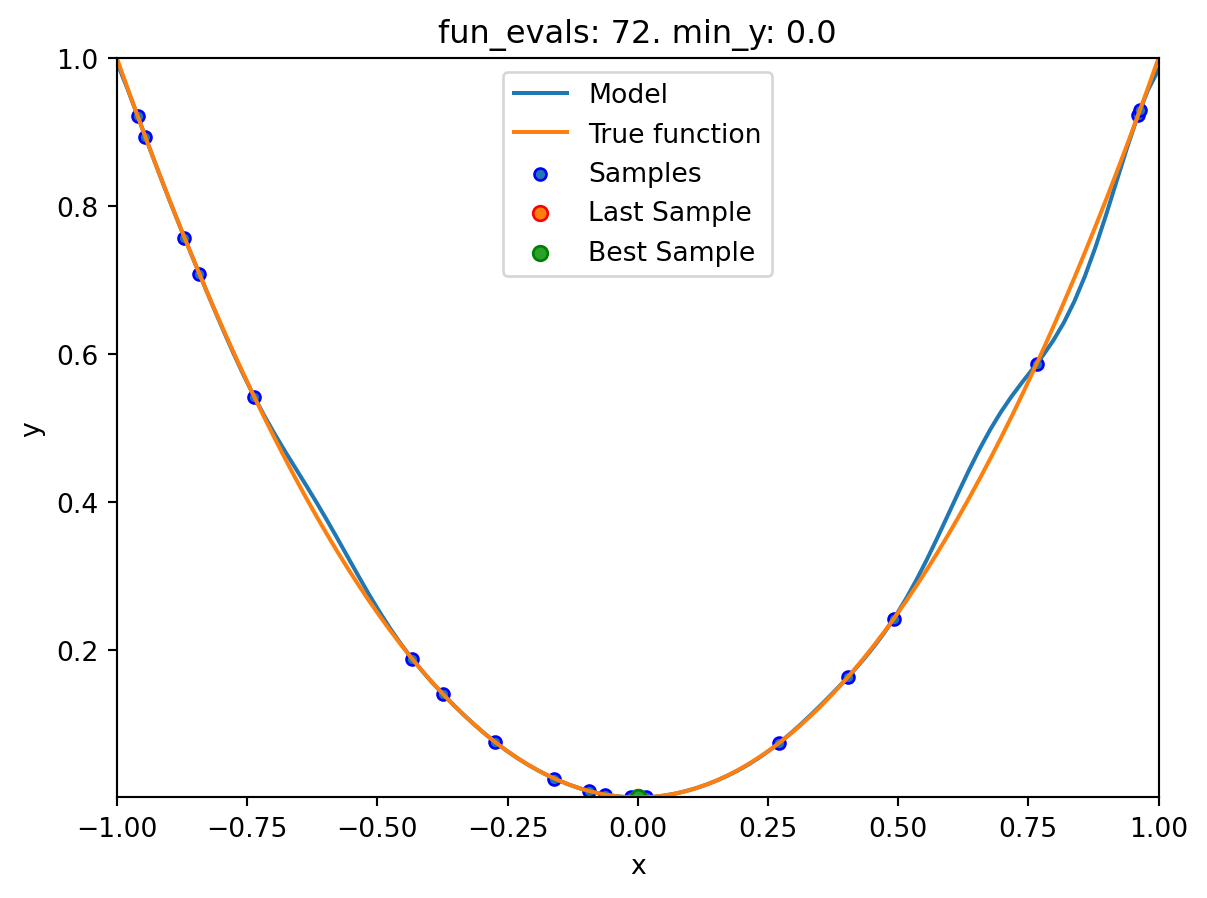 fun_evals: 72. min_y: 0.0
Model
True function
Samples
Last Sample
Best Sample
1.0
0.8
0.6
0.4
0.2
y
−1.00 −0.75 −0.50 −0.25 0.00 0.25 0.50 0.75 1.00
x